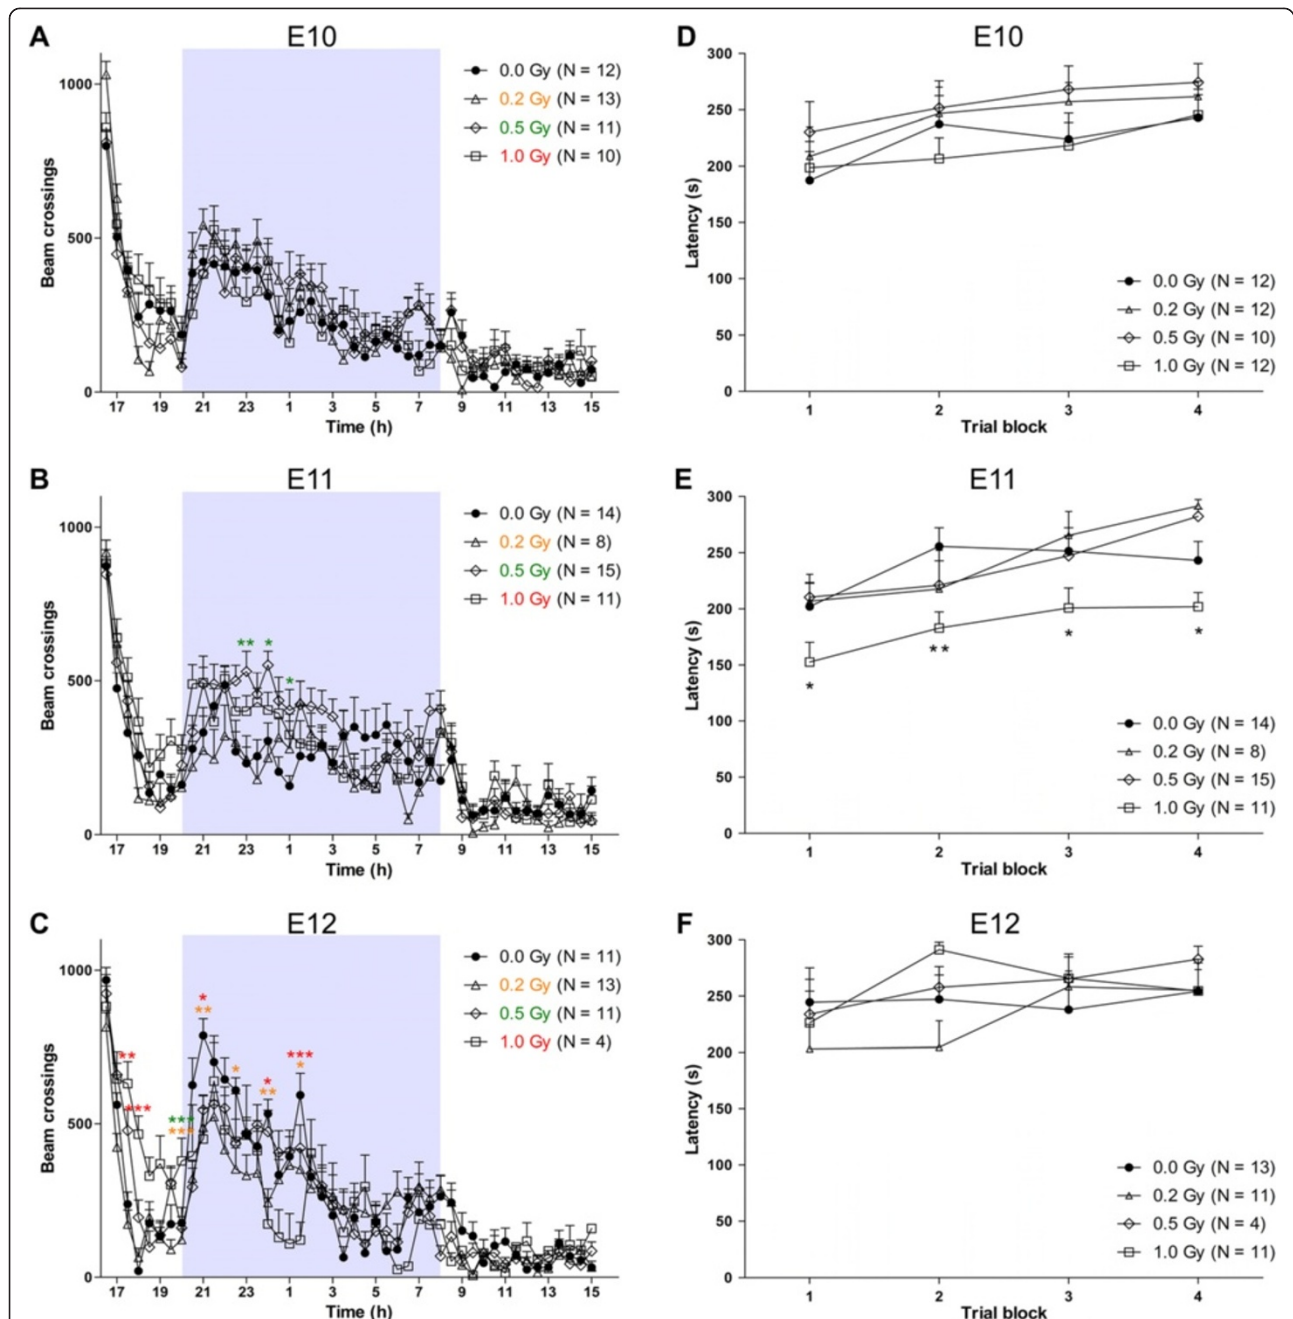 A
E10
1000
500
0
Beam crossings
0.0 Gy (N = 12)
0.2 Gy (N = 13)
0.5 Gy (N = 11)
1.0 Gy (N = 10)
17 19 21 23 1 3 5 7 9 11 13 15
Time (h)
D
E10
300
250
200
150
100
50
0
Latency (s)
0.0 Gy (N = 12)
0.2 Gy (N = 12)
0.5 Gy (N = 10)
1.0 Gy (N = 12)
1 2 3 4
Trial block
B
E11
1000
500
0
Beam crossings
0.0 Gy (N = 14)
0.2 Gy (N = 8)
0.5 Gy (N = 15)
1.0 Gy (N = 11)
** *
*
17 19 21 23 1 3 5 7 9 11 13 15
Time (h)
E
E11
300
250
200
150
100
50
0
Latency (s)
*
**
*
*
0.0 Gy (N = 14)
0.2 Gy (N = 8)
0.5 Gy (N = 15)
1.0 Gy (N = 11)
1 2 3 4
Trial block
C
E12
1000
500
0
Beam crossings
0.0 Gy (N = 11)
0.2 Gy (N = 13)
0.5 Gy (N = 11)
1.0 Gy (N = 4)
*
**
**
***
*
*
**
***
*
***
***
17 19 21 23 1 3 5 7 9 11 13 15
Time (h)
F
E12
300
250
200
150
100
50
0
Latency (s)
0.0 Gy (N = 13)
0.2 Gy (N = 11)
0.5 Gy (N = 4)
1.0 Gy (N = 11)
1 2 3 4
Trial block